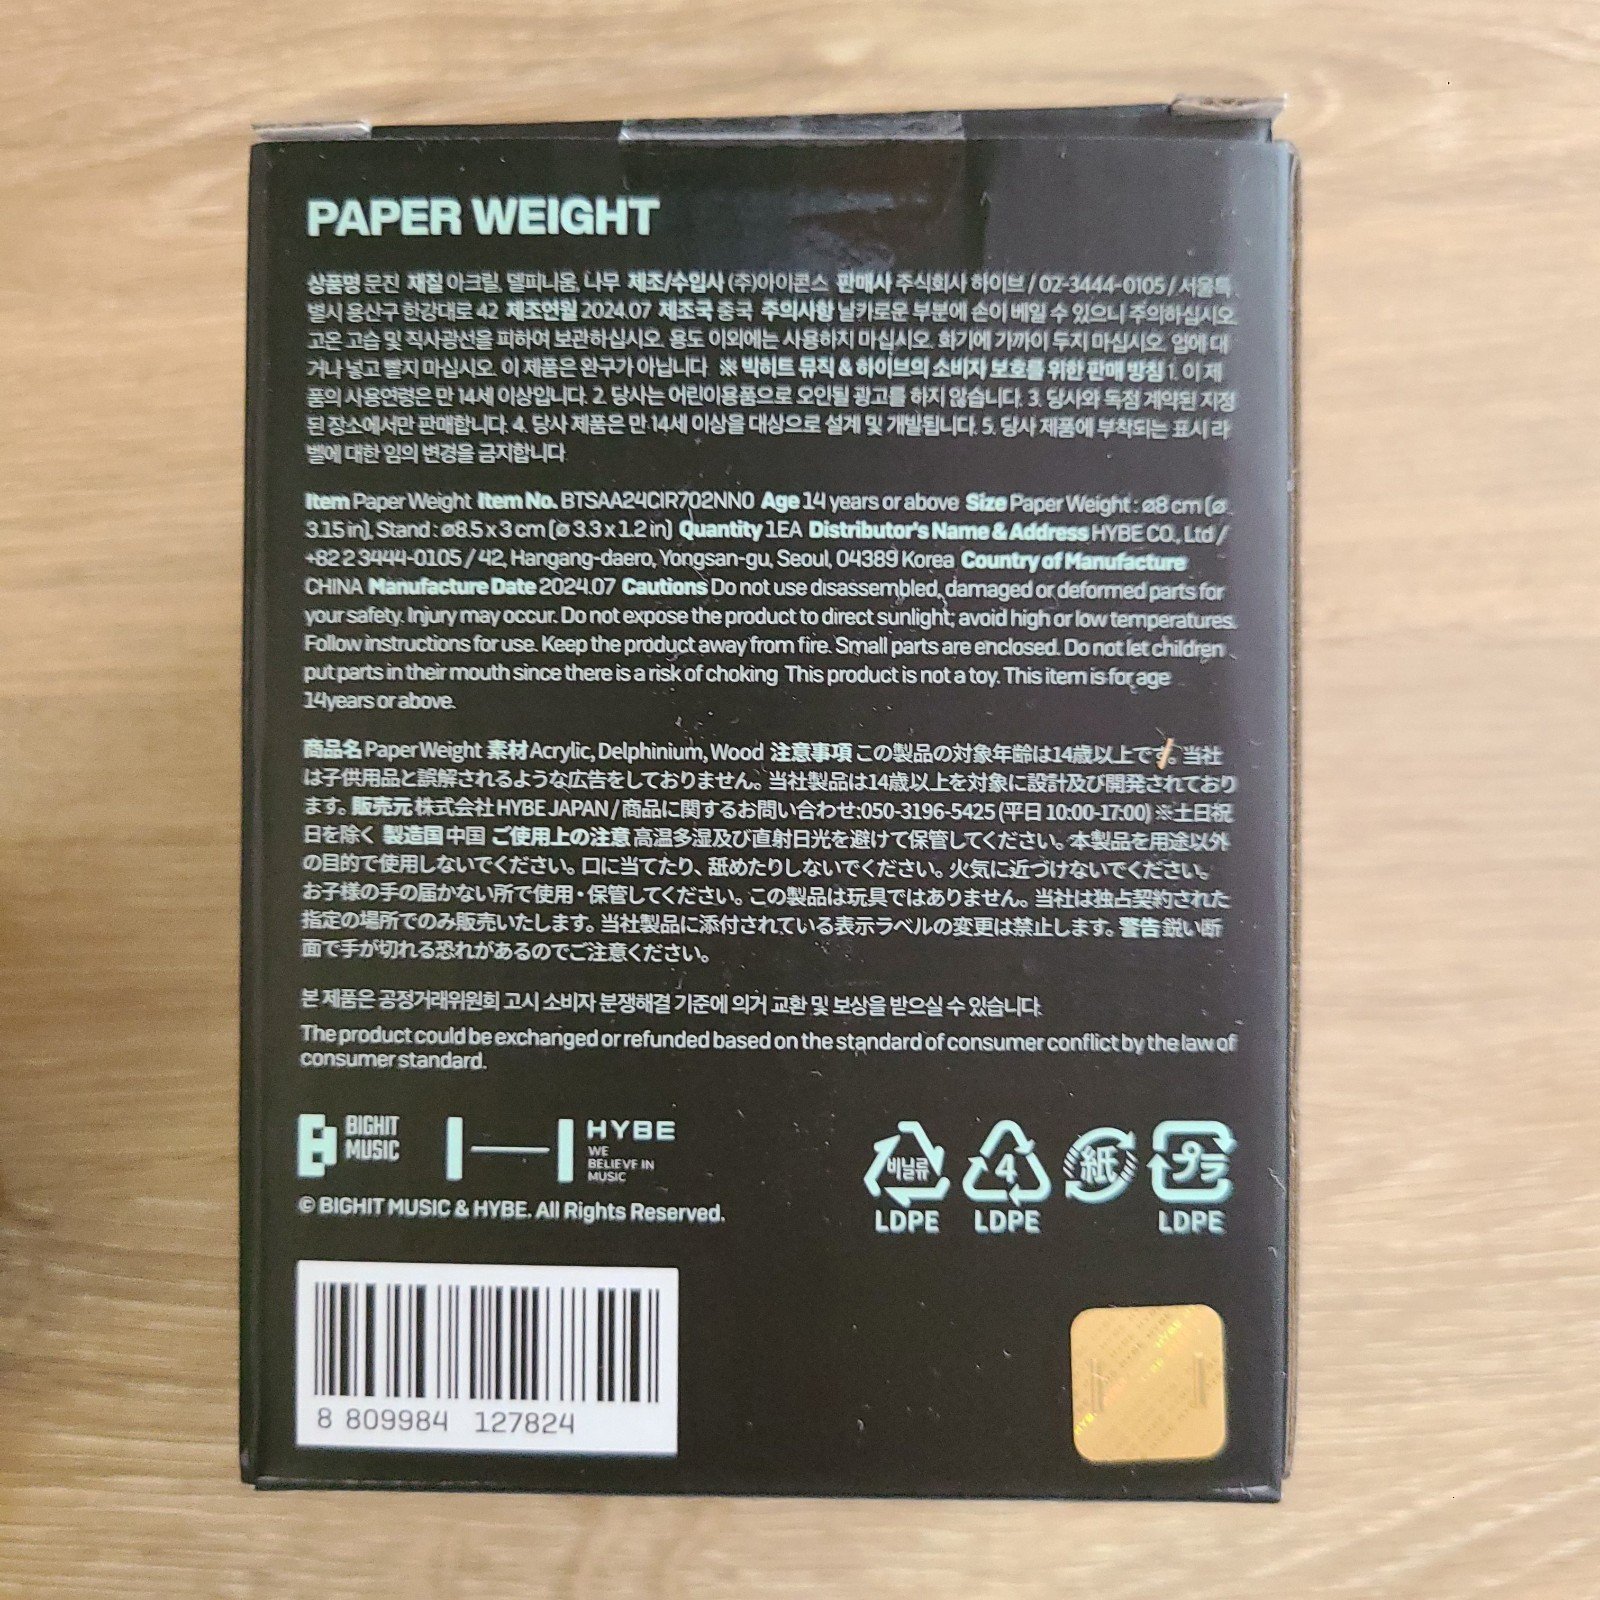 PAPER WEIGHT
상품명 문진 재질 아크릴, 델피니움, 나무 제조/수입사 (주)아이콘스 판매사 주식회사 하이브 / 02-3444-0105 / 서울특
별시 용산구 한강대로 42 제조연월 2024.07 제조국 중국 주의사항 날카로운 부분에 손이 베일 수 있으니 주의하십시오.
고온 고습 및 직사광선을 피하여 보관하십시오. 용도 이외에는 사용하지 마십시오. 화기에 가까이 두지 마십시오. 입에 대
거나 넣고 빨지 마십시오. 이 제품은 완구가 아닙니다. ※ 빅히트 뮤직 & 하이브의 소비자 보호를 위한 판매 방침 1. 이 제
품의 사용연령은 만 14세 이상입니다. 2. 당사는 어린이용품으로 오인될 광고를 하지 않습니다. 3. 당사와 독점 계약된 지정
된 장소에서만 판매합니다. 4. 당사 제품은 만 14세 이상을 대상으로 설계 및 개발됩니다. 5. 당사 제품에 부착되는 표시 라
벨에 대한 임의 변경을 금지합니다.
Item Paper Weight Item No. BTSAA24CIR702NN0 Age 14 years or above Size Paper Weight : ø8 cm (ø
3.15 in), Stand : ø8.5 x 3 cm (ø 3.3 x 1.2 in) Quantity 1EA Distributor's Name & Address HYBE CO., Ltd /
+82 2 3444-0105 / 42, Hangang-daero, Yongsan-gu, Seoul, 04389 Korea Country of Manufacture
CHINA Manufacture Date 2024.07 Cautions Do not use disassembled, damaged or deformed parts for
your safety. Injury may occur. Do not expose the product to direct sunlight; avoid high or low temperatures.
Follow instructions for use. Keep the product away from fire. Small parts are enclosed. Do not let children
put parts in their mouth since there is a risk of choking. This product is not a toy. This item is for age
14years or above.
商品名 Paper Weight 素材 Acrylic, Delphinium, Wood 注意事項 この製品の対象年齢は14歳以上です。当社
は子供用品と誤解されるような広告をしておりません。当社製品は14歳以上を対象に設計及び開発されており
ます。販売元 株式会社 HYBE JAPAN / 商品に関するお問い合わせ:050-3196-5425 (平日 10:00-17:00) ※土日祝
日を除く 製造国 中国 ご使用上の注意 高温多湿及び直射日光を避けて保管してください。本製品を用途以外
の目的で使用しないでください。口に当てたり、舐めたりしないでください。火気に近づけないでください。
お子様の手の届かない所で使用・保管してください。この製品は玩具ではありません。当社は独占契約された
指定の場所でのみ販売いたします。当社製品に添付されている表示ラベルの変更は禁止します。警告 鋭い断
面で手が切れる恐れがあるのでご注意ください。
본 제품은 공정거래위원회 고시 소비자 분쟁해결 기준에 의거 교환 및 보상을 받으실 수 있습니다.
The product could be exchanged or refunded based on the standard of consumer conflict by the law of
consumer standard.
BIGHIT
MUSIC
HYBE
WE
BELIEVE IN
MUSIC
© BIGHIT MUSIC & HYBE. All Rights Reserved.
비닐류
LDPE
4
LDPE
紙
プラ
LDPE
8 809984 127824
HYBE